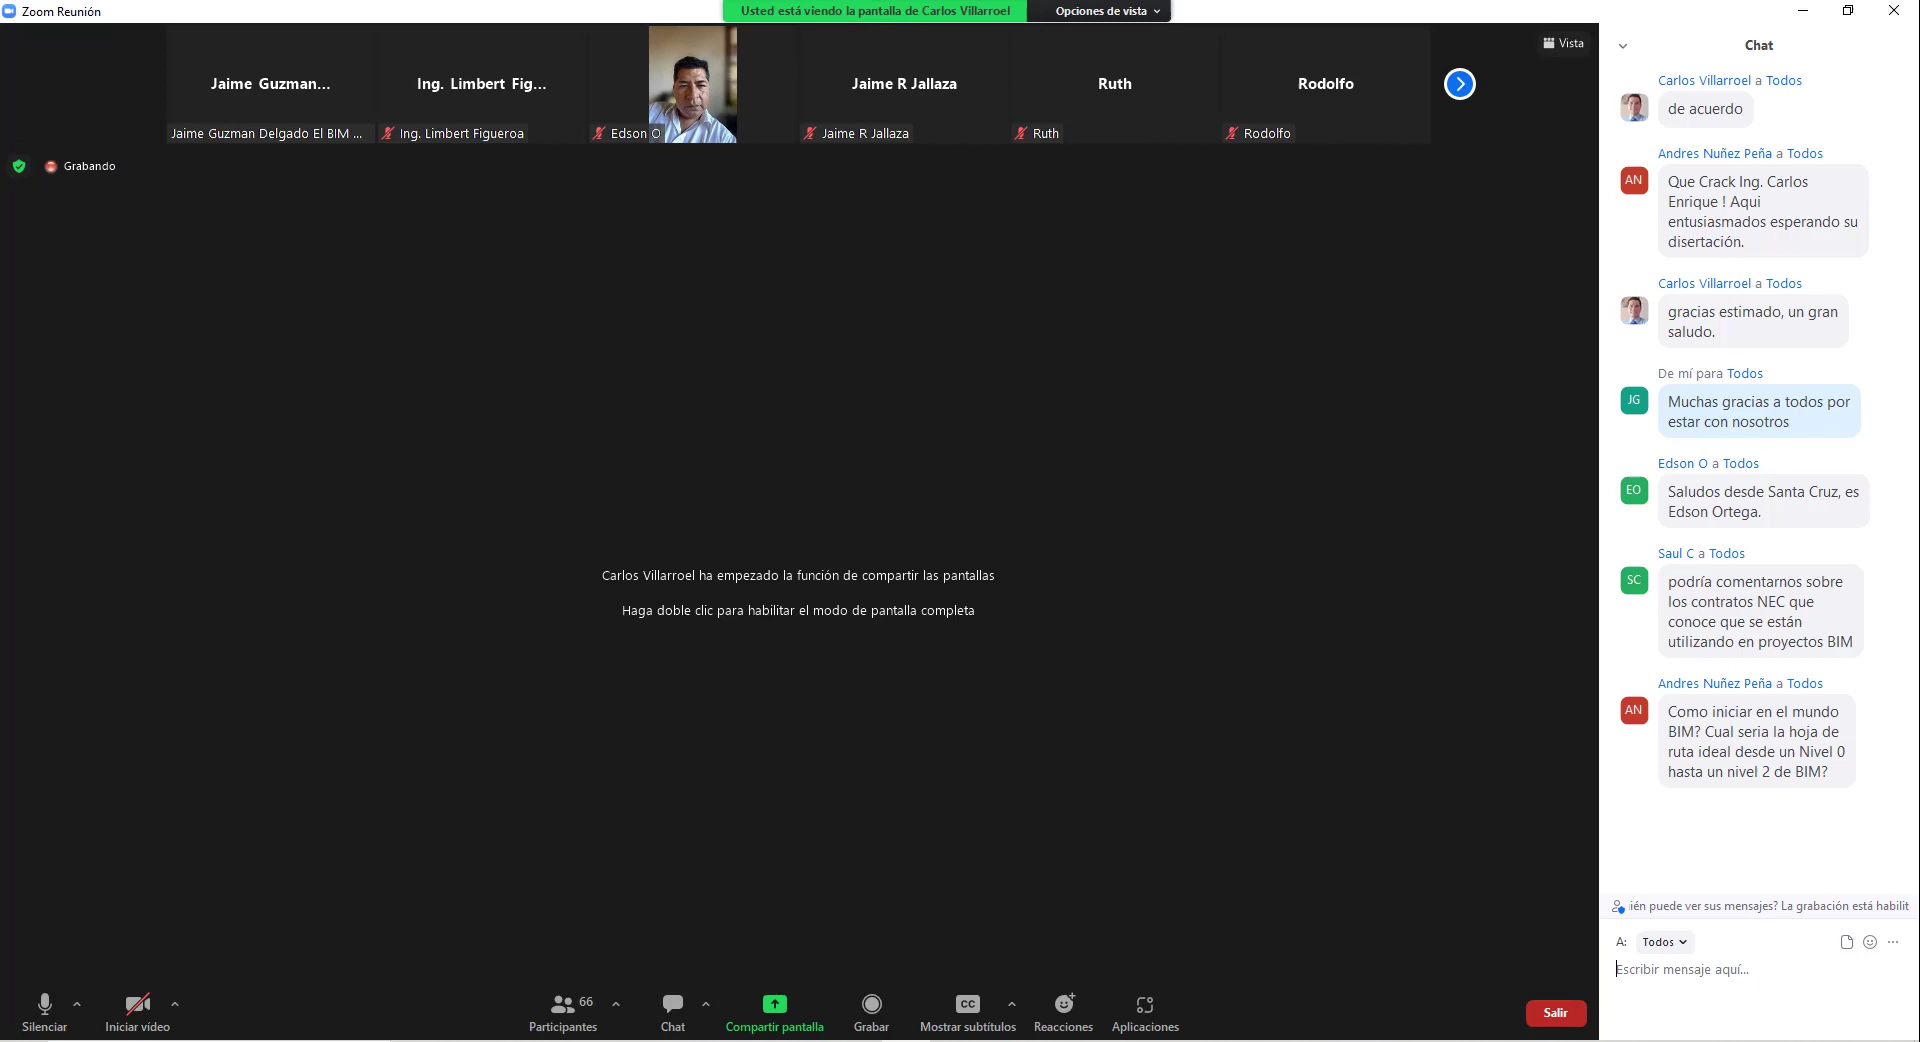 Zoom Reunión
Usted está viendo la pantalla de Carlos Villarroel
Opciones de vista
Vista
Jaime Guzman...
Ing. Limbert Fig...
Jaime R Jallaza
Ruth
Rodolfo
Jaime Guzman Delgado El BIM ...
Ing. Limbert Figueroa
Edson O
Jaime R Jallaza
Ruth
Rodolfo
Grabando
Carlos Villarroel ha empezado la función de compartir las pantallas
Haga doble clic para habilitar el modo de pantalla completa
Silenciar
Iniciar vídeo
66
Participantes
Chat
Compartir pantalla
Grabar
CC
Mostrar subtítulos
Reacciones
Aplicaciones
Salir
Chat
Carlos Villarroel a Todos
de acuerdo
Andres Nuñez Peña a Todos
AN
Que Crack Ing. Carlos
Enrique ! Aqui
entusiasmados esperando su
disertación.
Carlos Villarroel a Todos
gracias estimado, un gran
saludo.
De mí para Todos
JG
Muchas gracias a todos por
estar con nosotros
Edson O a Todos
EO
Saludos desde Santa Cruz, es
Edson Ortega.
Saul C a Todos
SC
podría comentarnos sobre
los contratos NEC que
conoce que se están
utilizando en proyectos BIM
Andres Nuñez Peña a Todos
AN
Como iniciar en el mundo
BIM? Cual seria la hoja de
ruta ideal desde un Nivel 0
hasta un nivel 2 de BIM?
ién puede ver sus mensajes? La grabación está habilit
A: Todos
Escribir mensaje aquí...